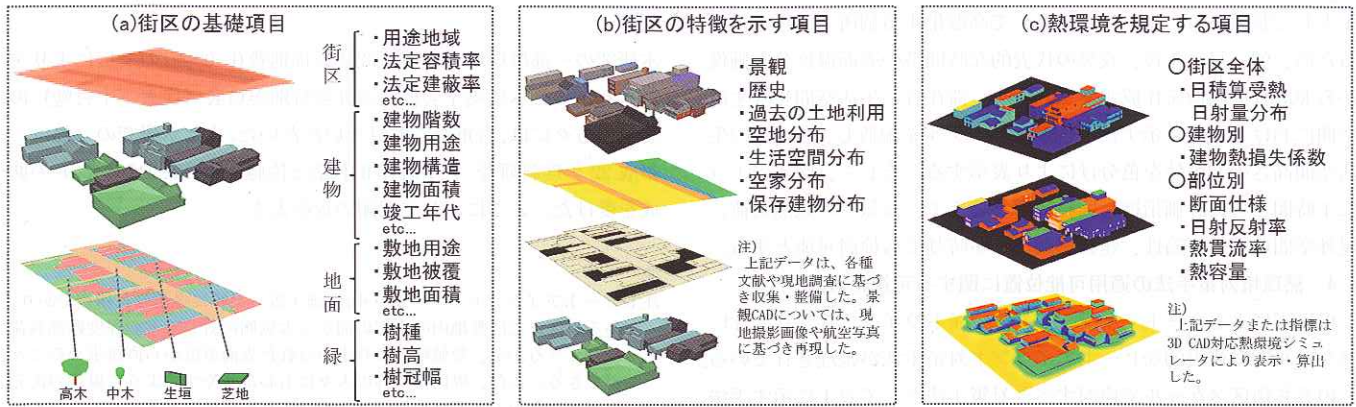 (a)街区の基礎項目
街区
・用途地域
・法定容積率
・法定建蔽率
etc...
建物
・建物階数
・建物用途
・建物構造
・建物面積
・竣工年代
etc...
地面
・敷地用途
・敷地被覆
・敷地面積
etc...
緑
・樹種
・樹高
・樹冠幅
etc...
高木 中木 生垣 芝地
(b)街区の特徴を示す項目
・景観
・歴史
・過去の土地利用
・空地分布
・生活空間分布
・空家分布
・保存建物分布
注)
上記データは、各種
文献や現地調査に基づ
き収集・整備した。景
観CADについては、現
地撮影画像や航空写真
に基づき再現した。
(c)熱環境を規定する項目
○街区全体
・日積算受熱
日射量分布
○建物別
・建物熱損失係数
○部位別
・断面仕様
・日射反射率
・熱貫流率
・熱容量
注)
上記データまたは指標は
3D CAD対応熱環境シミュ
レータにより表示・算出
した。